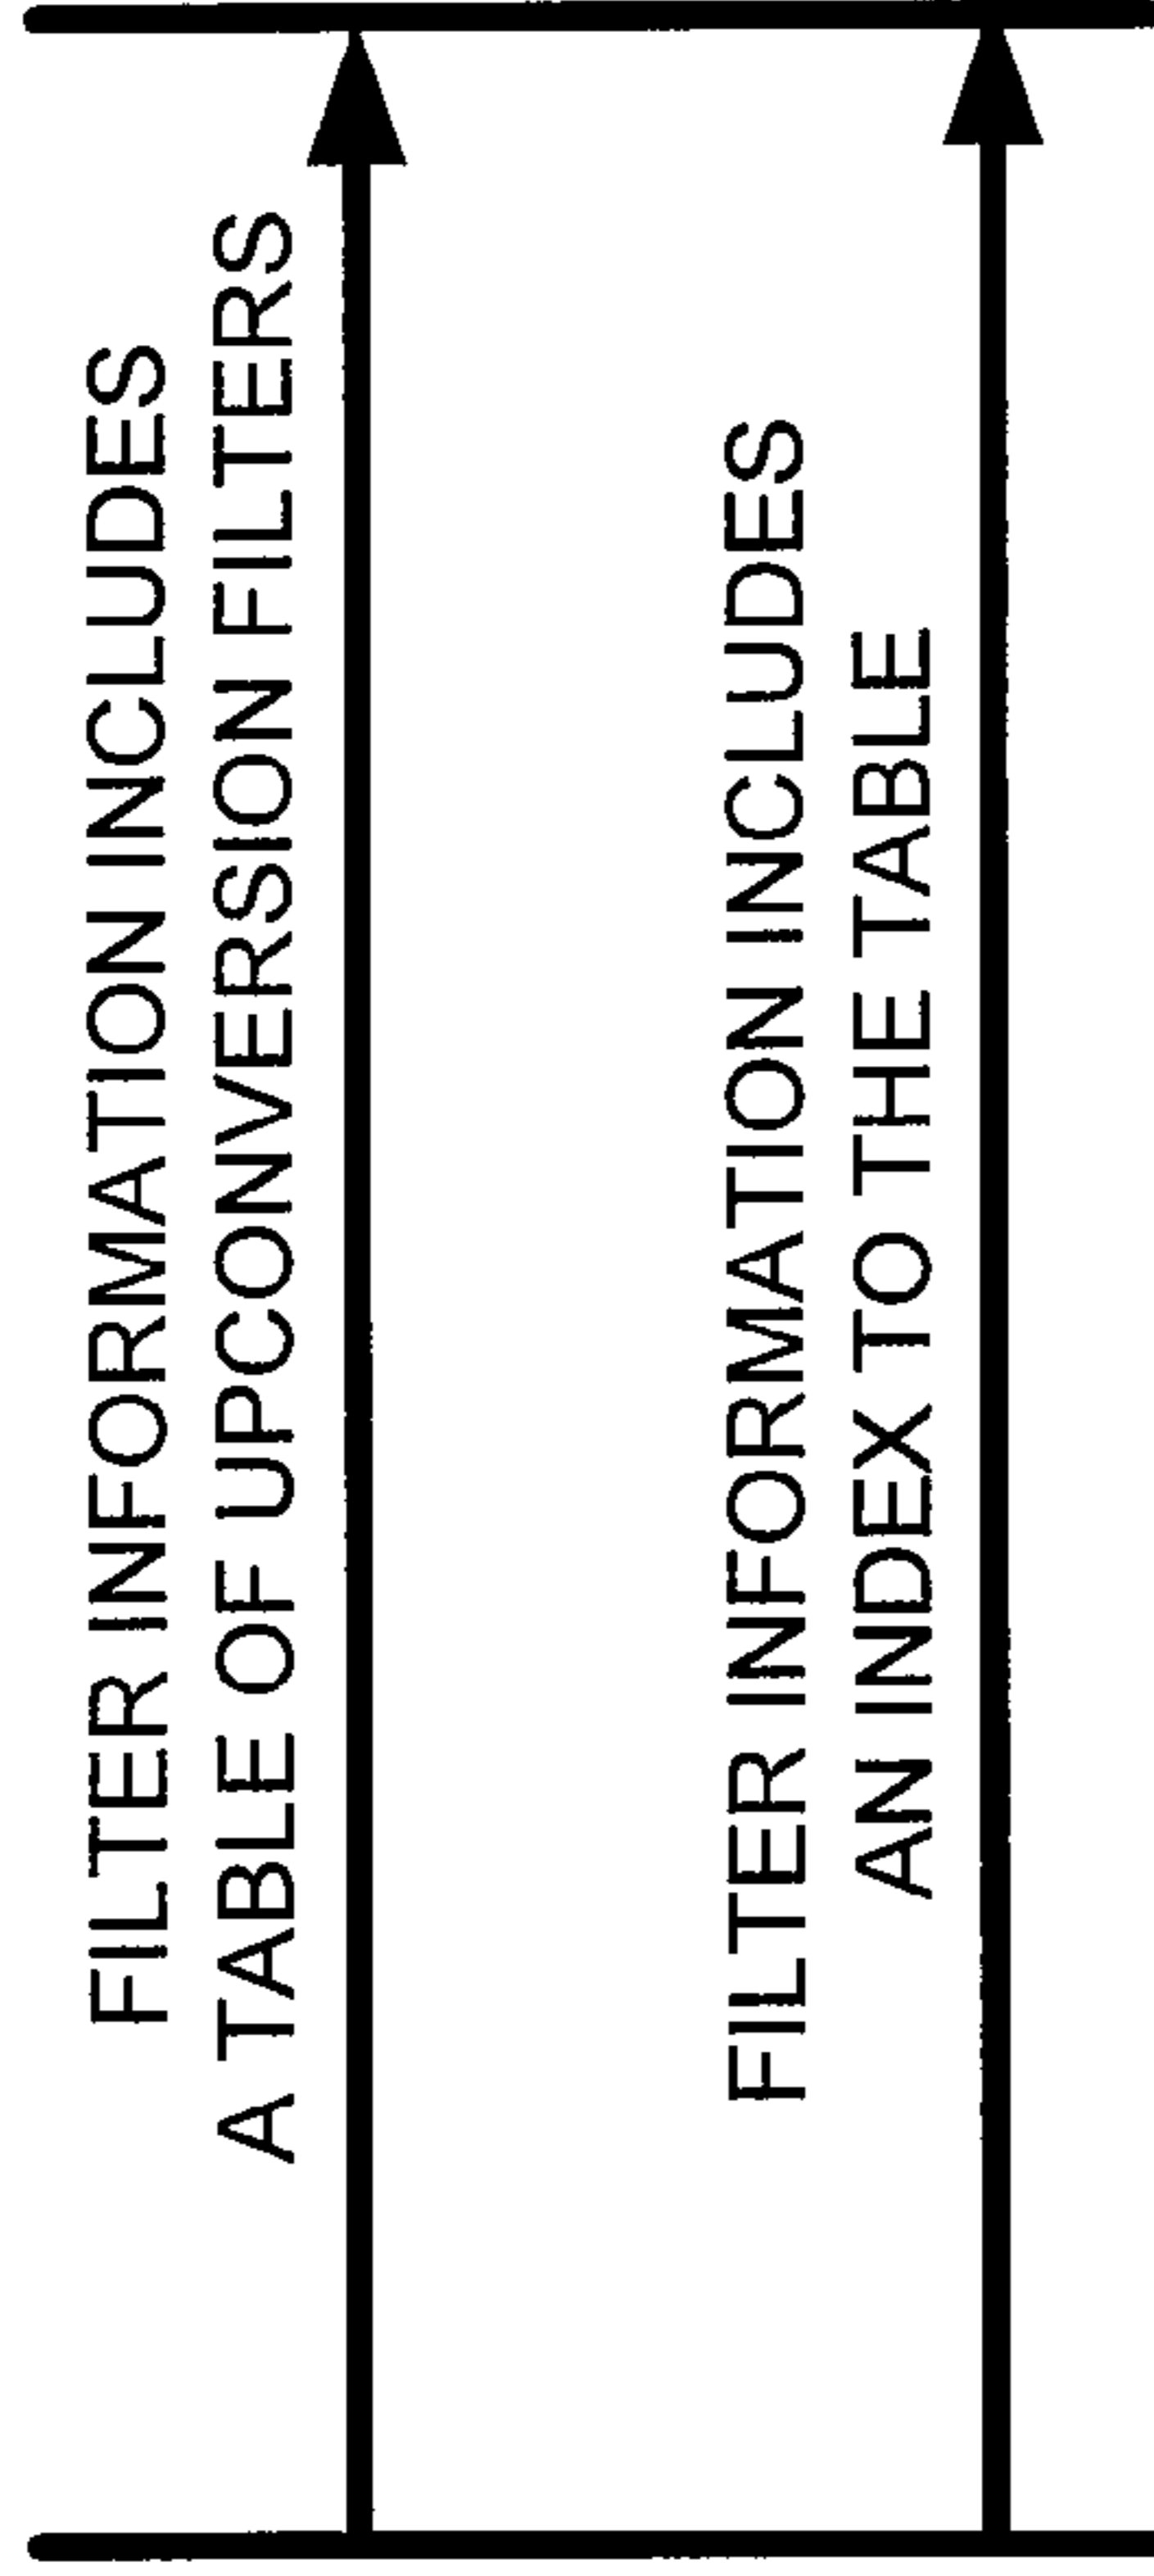 FILTER INFORMATION INCLUDES
A TABLE OF UPCONVERSION FILTERS
FILTER INFORMATION INCLUDES
AN INDEX TO THE TABLE